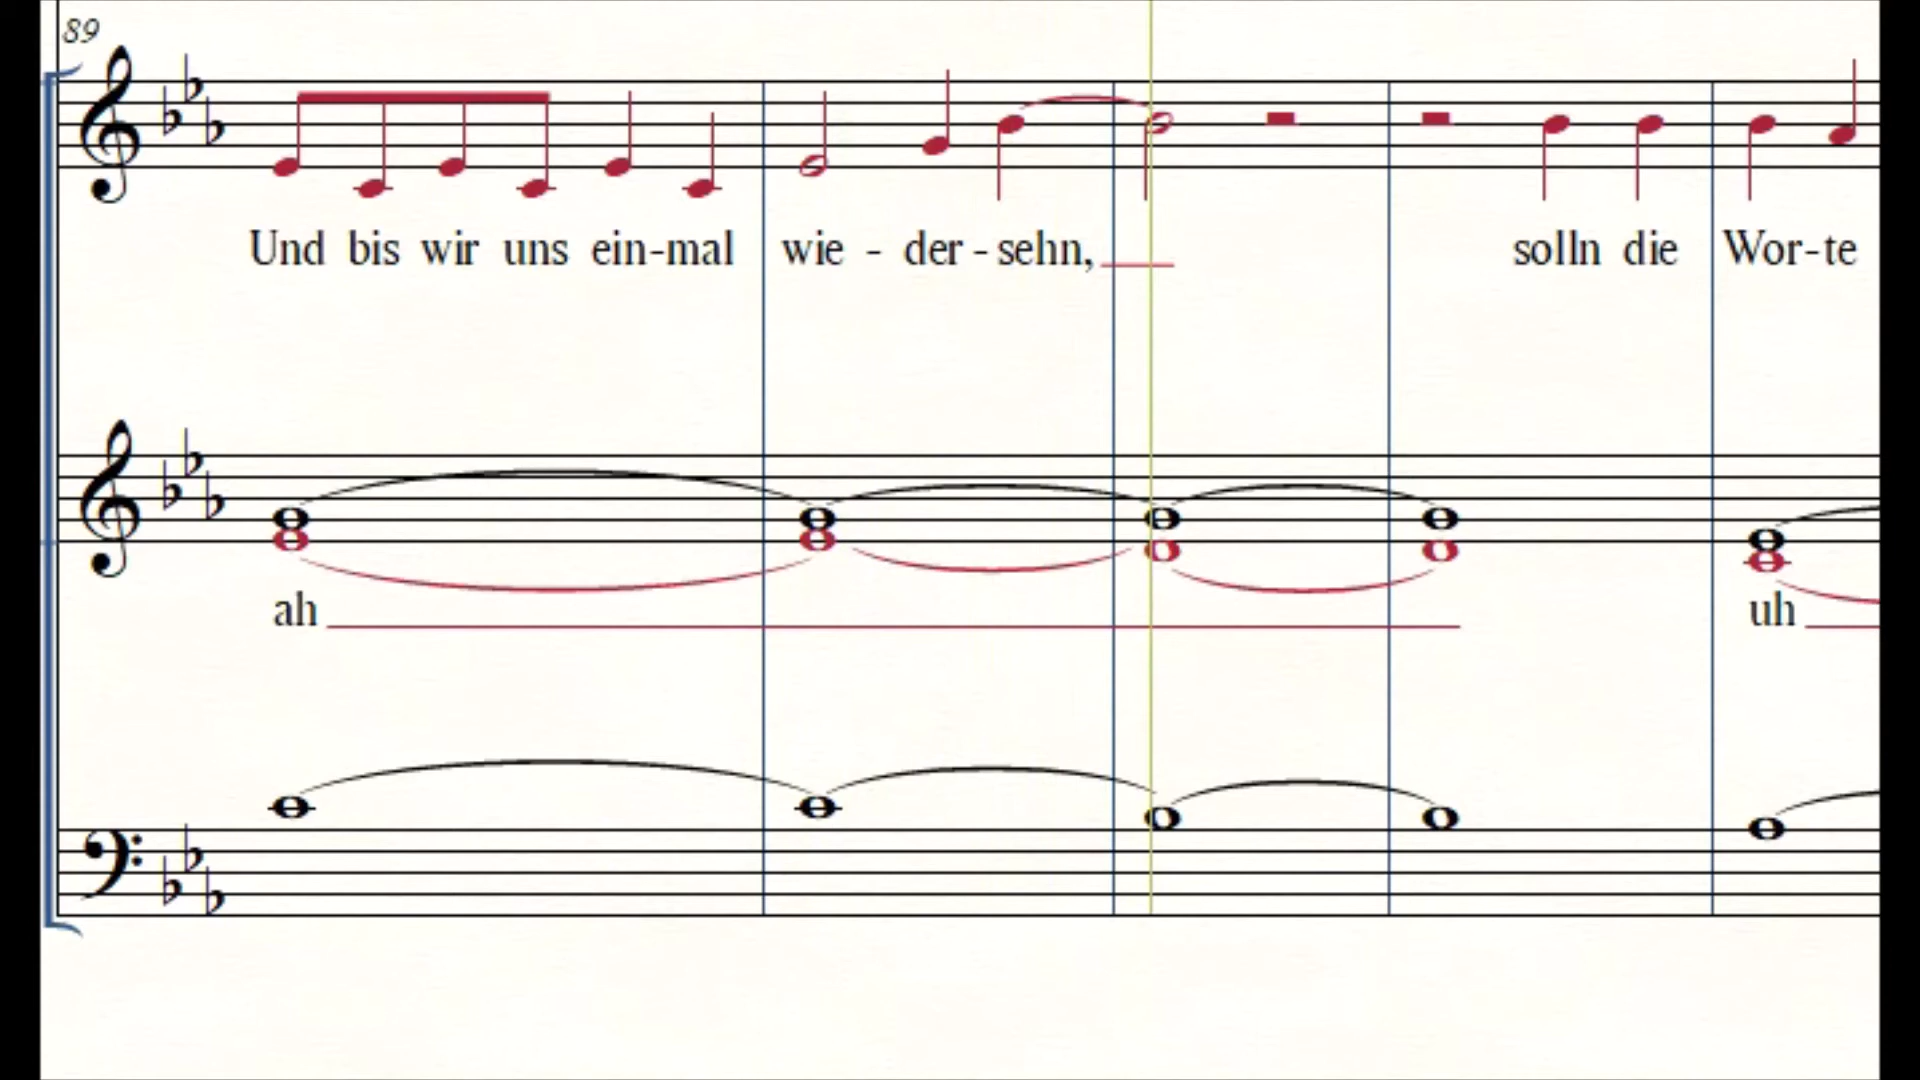 89
Und bis wir uns ein-mal wie - der - sehn, solln die Wor-te
ah uh